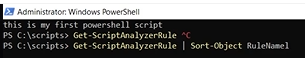 Administrator: Windows PowerShell
this is my first powershell script
PS C:\scripts> Get-ScriptAnalyzerRule ^C
PS C:\scripts> Get-ScriptAnalyzerRule | Sort-Object RuleNamel